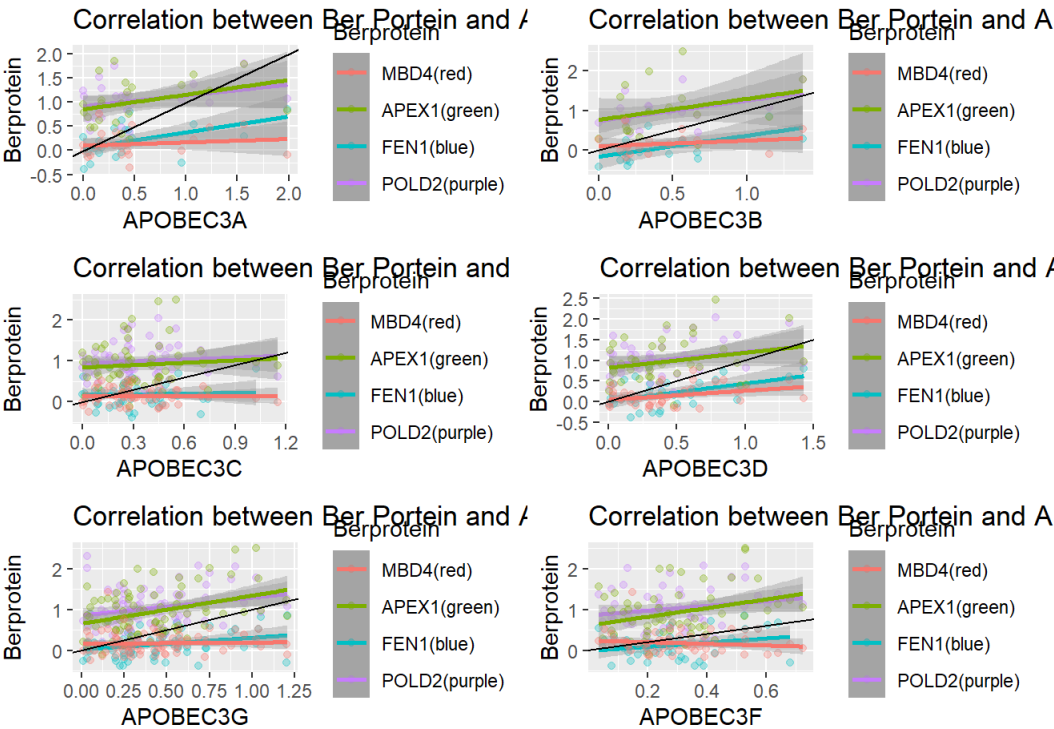 Correlation between Ber Portein and A
Berprotein
Berprotein
2.0
1.5
1.0
0.5
0.0
-0.5
0.0 0.5 1.0 1.5 2.0
APOBEC3A
MBD4(red)
APEX1(green)
FEN1(blue)
POLD2(purple)
Correlation between Ber Portein and A
Berprotein
Berprotein
2
1
0
0.0 0.5 1.0
APOBEC3B
MBD4(red)
APEX1(green)
FEN1(blue)
POLD2(purple)
Correlation between Ber Portein and
Berprotein
Berprotein
2
1
0
0.0 0.3 0.6 0.9 1.2
APOBEC3C
MBD4(red)
APEX1(green)
FEN1(blue)
POLD2(purple)
Correlation between Ber Portein and A
Berprotein
Berprotein
2.5
2.0
1.5
1.0
0.5
0.0
-0.5
0.0 0.5 1.0 1.5
APOBEC3D
MBD4(red)
APEX1(green)
FEN1(blue)
POLD2(purple)
Correlation between Ber Portein and A
Berprotein
Berprotein
2
1
0
0.00 0.25 0.50 0.75 1.00 1.25
APOBEC3G
MBD4(red)
APEX1(green)
FEN1(blue)
POLD2(purple)
Correlation between Ber Portein and A
Berprotein
Berprotein
2
1
0
0.2 0.4 0.6
APOBEC3F
MBD4(red)
APEX1(green)
FEN1(blue)
POLD2(purple)